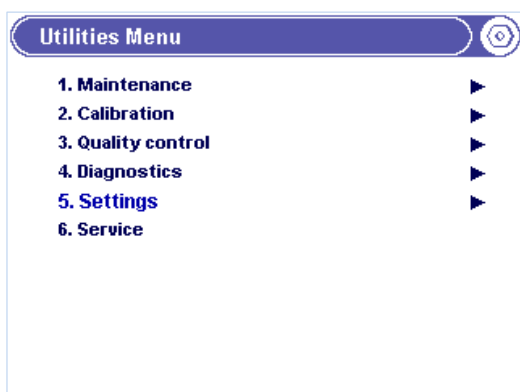 Utilities Menu
1. Maintenance
2. Calibration
3. Quality control
4. Diagnostics
5. Settings
6. Service